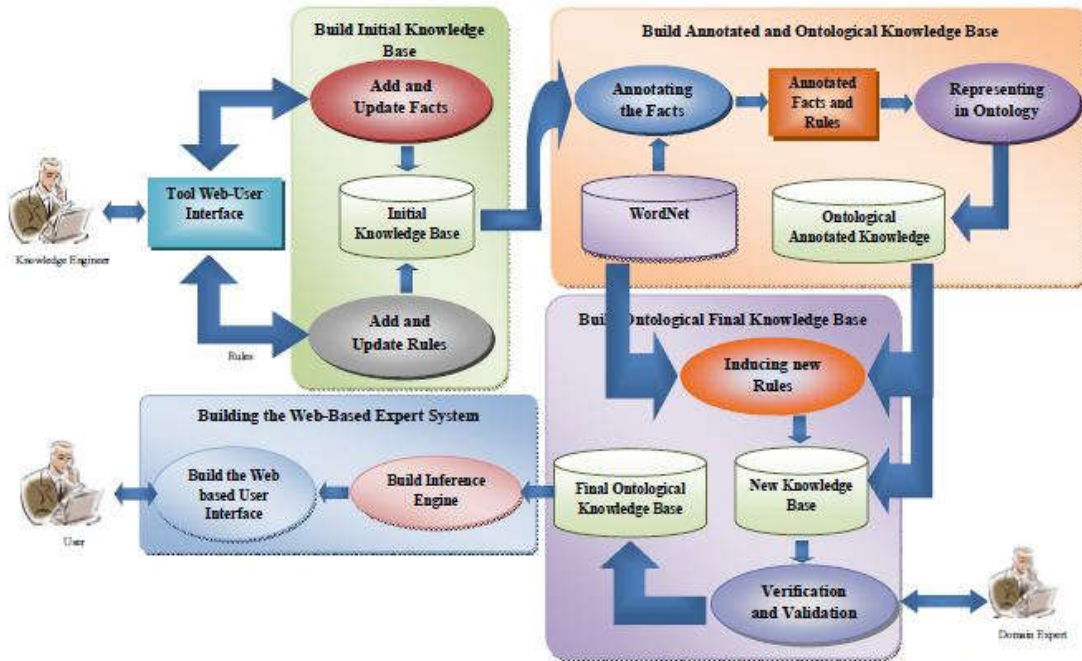 Build Initial Knowledge
Base
Add and
Update Facts
Initial
Knowledge Base
Add and
Update Rules
Tool Web-User
Interface
Knowledge Engineer
Rules
Build Annotated and Ontological Knowledge Base
Annotating
the Facts
Annotated
Facts and
Rules
Representing
in Ontology
WordNet
Ontological
Annotated Knowledge
Ontological Final Knowledge Base
Inducing new
Rules
New Knowledge
Base
Final Ontological
Knowledge Base
Verification
and Validation
Domain Expert
Building the Web-Based Expert System
Build Inference
Engine
Build the Web
based User
Interface
User